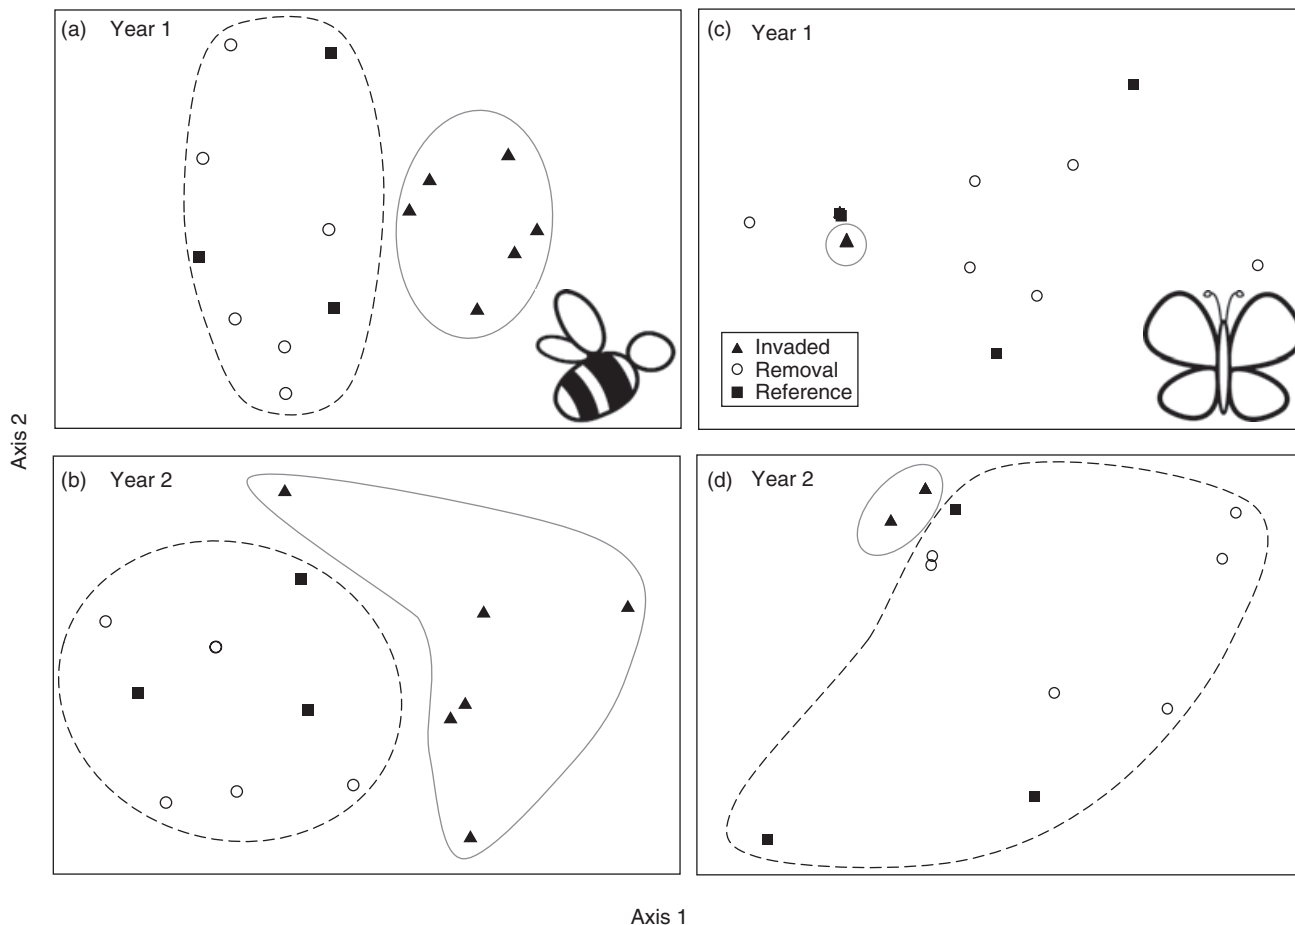 (a) Year 1
(c) Year 1
Invaded
Removal
Reference
Axis 2
(b) Year 2
(d) Year 2
Axis 1